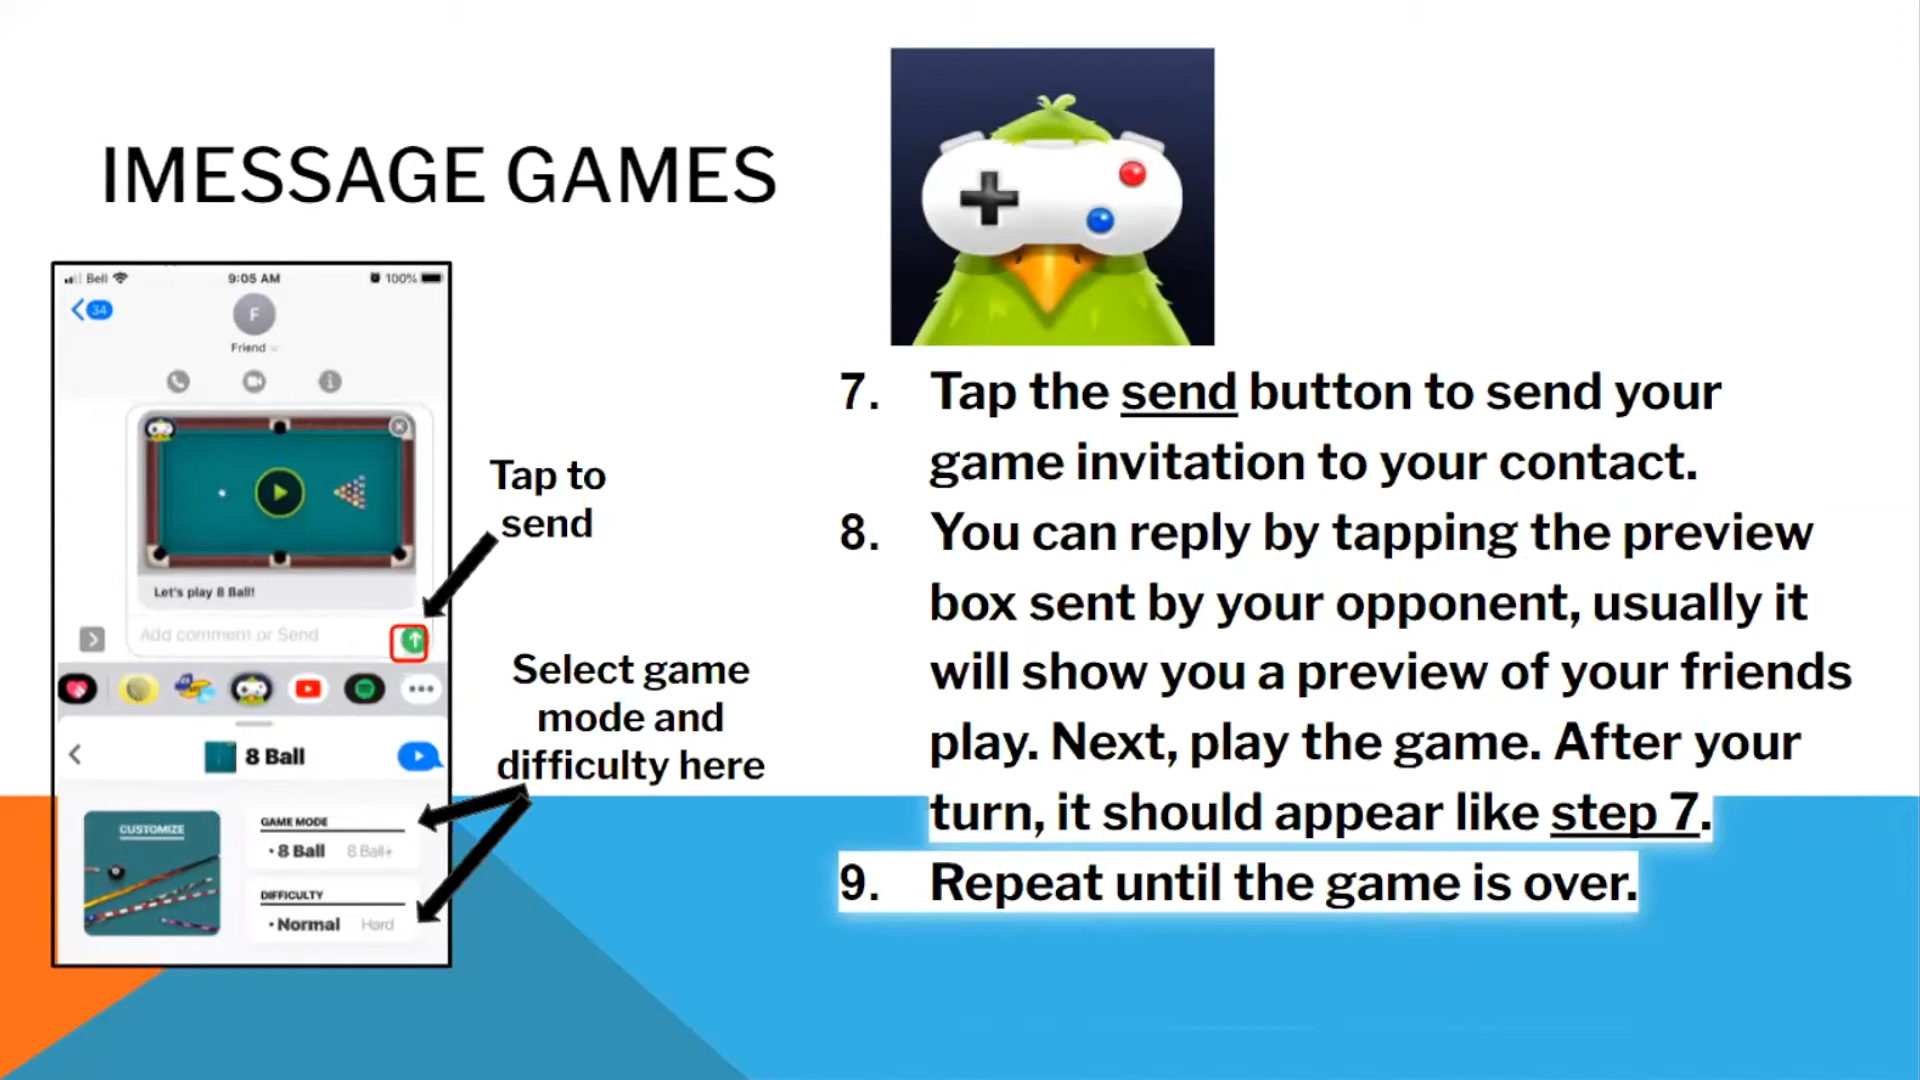 IMESSAGE GAMES
Bell
9:05 AM
100%
34
F
Friend
Let's play 8 Ball!
Add comment or Send
8 Ball
CUSTOMIZE
GAME MODE
• 8 Ball 8 Ball+
DIFFICULTY
• Normal Hard
Tap to
send
Select game
mode and
difficulty here
7. Tap the send button to send your
game invitation to your contact.
8. You can reply by tapping the preview
box sent by your opponent, usually it
will show you a preview of your friends
play. Next, play the game. After your
turn, it should appear like step 7.
9. Repeat until the game is over.